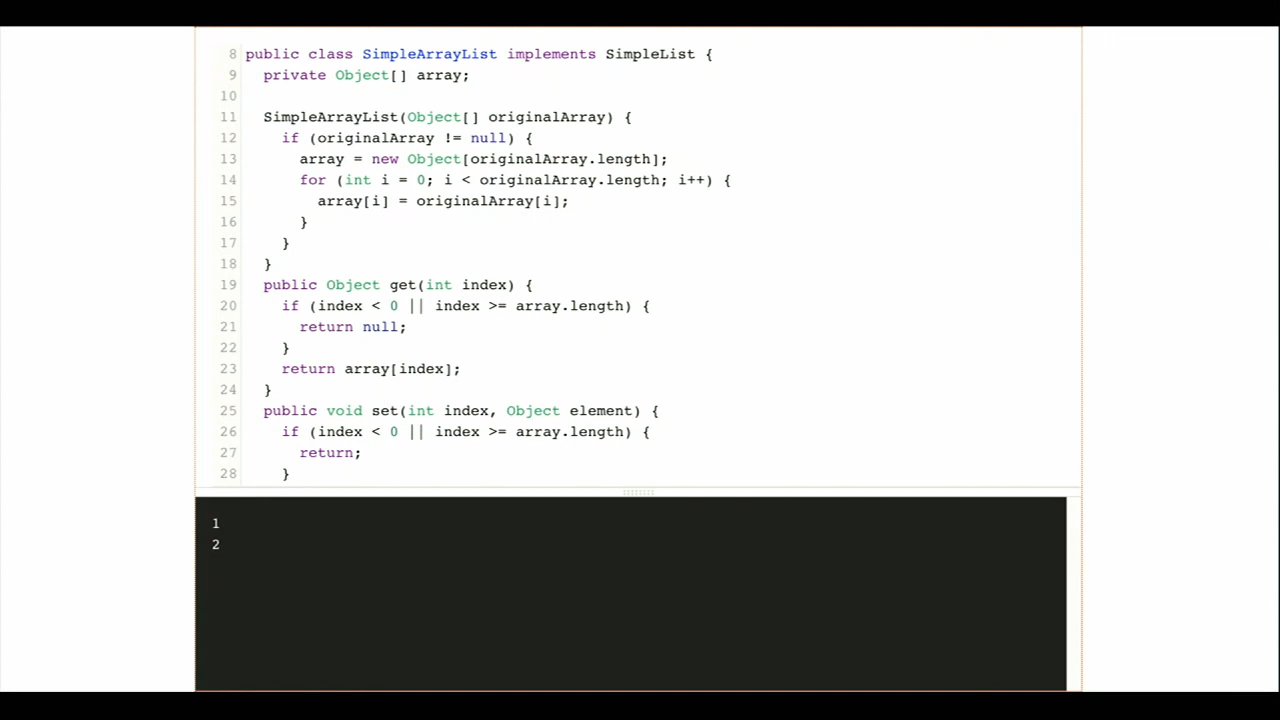 8 public class SimpleArrayList implements SimpleList {
9   private Object[] array;
10
11   SimpleArrayList(Object[] originalArray) {
12     if (originalArray != null) {
13       array = new Object[originalArray.length];
14       for (int i = 0; i < originalArray.length; i++) {
15         array[i] = originalArray[i];
16       }
17     }
18   }
19   public Object get(int index) {
20     if (index < 0 || index >= array.length) {
21       return null;
22     }
23     return array[index];
24   }
25   public void set(int index, Object element) {
26     if (index < 0 || index >= array.length) {
27       return;
28     }
1
2